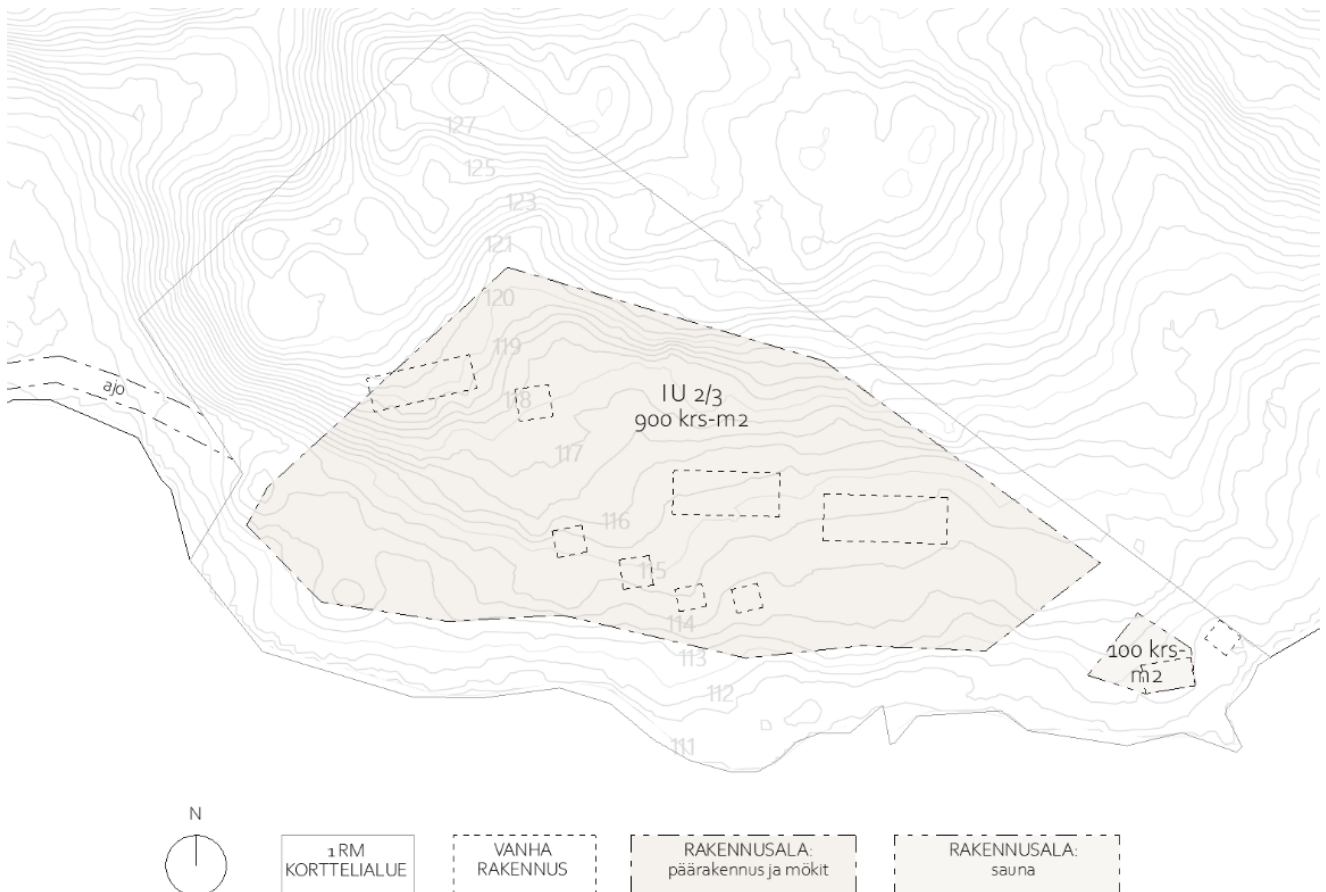 127
125
123
121
120
119
118
117
116
115
114
113
112
111
ajo
IU 2/3
900 krs-m2
100 krs-
m2
N
1 RM
KORTTELIALUE
VANHA
RAKENNUS
RAKENNUSALA:
päärakennus ja mökit
RAKENNUSALA:
sauna